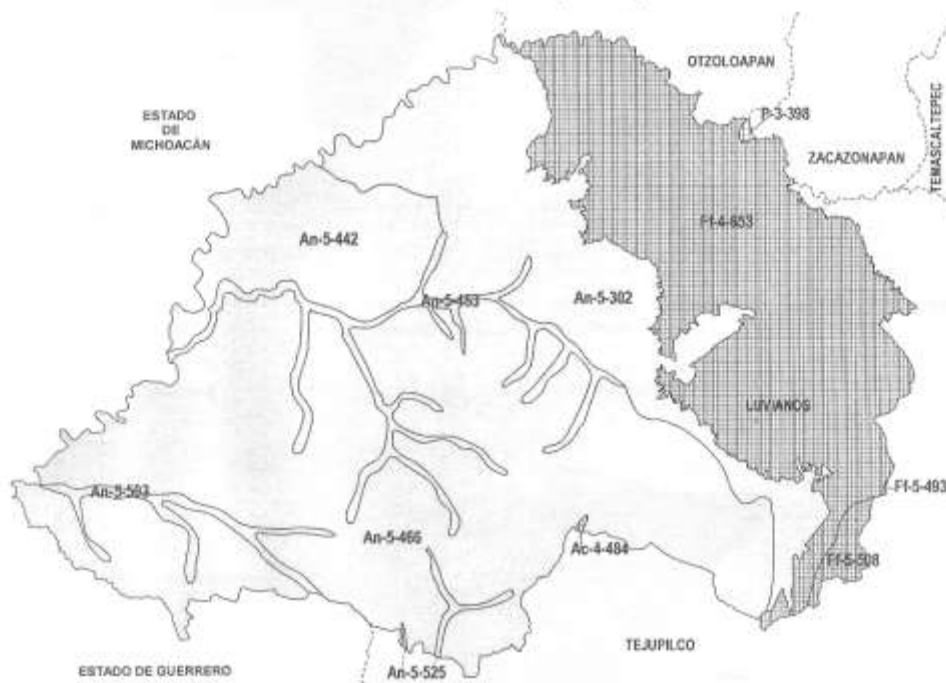 OTZOLOAPAN
ESTADO
DE
MICHOACÁN
P-3-398
ZACAZONAPAN
TEMASCALTEPEC
Ff-4-653
An-5-442
An-5-453
An-5-302
LUVIANOS
An-5-503
Ff-5-493
An-5-466
Ac-4-484
Ff-5-508
TEJUPILCO
ESTADO DE GUERRERO
An-5-525